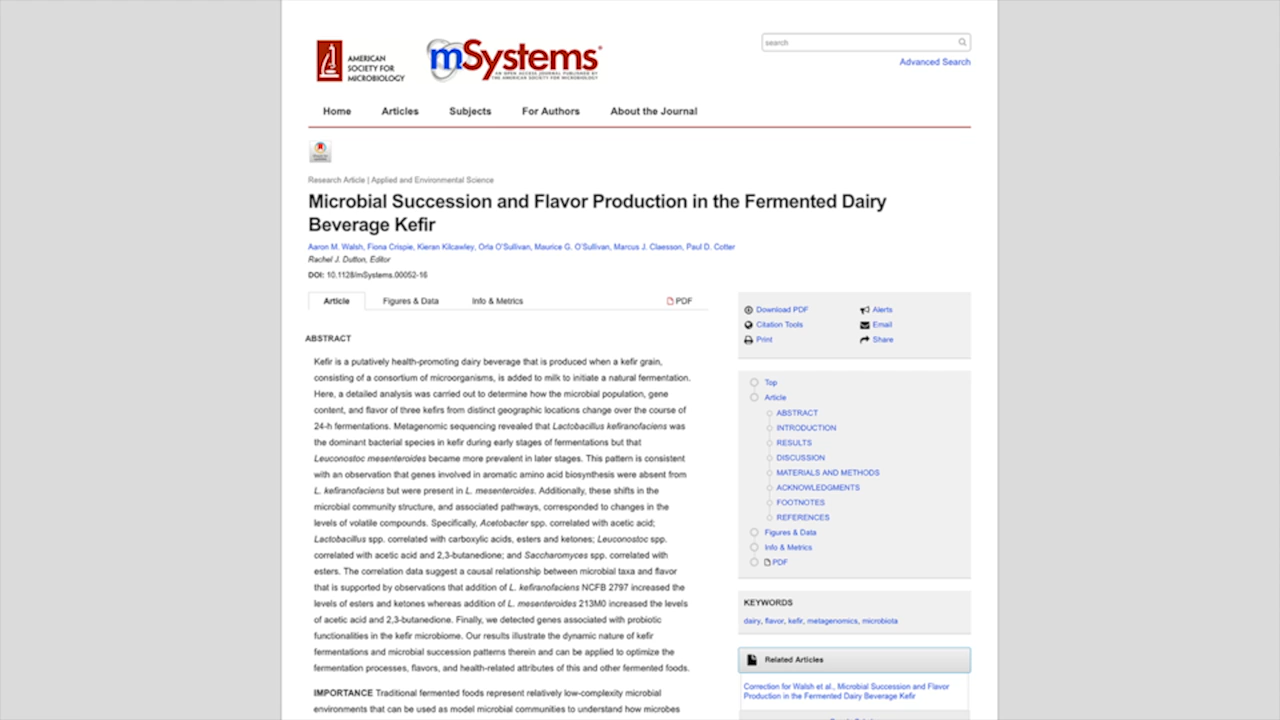 AMERICAN
SOCIETY FOR
MICROBIOLOGY
mSystems®
AN OPEN ACCESS JOURNAL PUBLISHED BY
THE AMERICAN SOCIETY FOR MICROBIOLOGY
search
Advanced Search
Home Articles Subjects For Authors About the Journal
Research Article | Applied and Environmental Science
Microbial Succession and Flavor Production in the Fermented Dairy
Beverage Kefir
Aaron M. Walsh, Fiona Crispie, Kieran Kilcawley, Orla O'Sullivan, Maurice G. O'Sullivan, Marcus J. Claesson, Paul D. Cotter
Rachel J. Dutton, Editor
DOI: 10.1128/mSystems.00052-16
Article Figures & Data Info & Metrics PDF
ABSTRACT
Kefir is a putatively health-promoting dairy beverage that is produced when a kefir grain,
consisting of a consortium of microorganisms, is added to milk to initiate a natural fermentation.
Here, a detailed analysis was carried out to determine how the microbial population, gene
content, and flavor of three kefirs from distinct geographic locations change over the course of
24-h fermentations. Metagenomic sequencing revealed that Lactobacillus kefiranofaciens was
the dominant bacterial species in kefir during early stages of fermentations but that
Leuconostoc mesenteroides became more prevalent in later stages. This pattern is consistent
with an observation that genes involved in aromatic amino acid biosynthesis were absent from
L. kefiranofaciens but were present in L. mesenteroides. Additionally, these shifts in the
microbial community structure, and associated pathways, corresponded to changes in the
levels of volatile compounds. Specifically, Acetobacter spp. correlated with acetic acid;
Lactobacillus spp. correlated with carboxylic acids, esters and ketones; Leuconostoc spp.
correlated with acetic acid and 2,3-butanedione; and Saccharomyces spp. correlated with
esters. The correlation data suggest a causal relationship between microbial taxa and flavor
that is supported by observations that addition of L. kefiranofaciens NCFB 2797 increased the
levels of esters and ketones whereas addition of L. mesenteroides 213M0 increased the levels
of acetic acid and 2,3-butanedione. Finally, we detected genes associated with probiotic
functionalities in the kefir microbiome. Our results illustrate the dynamic nature of kefir
fermentations and microbial succession patterns therein and can be applied to optimize the
fermentation processes, flavors, and health-related attributes of this and other fermented foods.
IMPORTANCE Traditional fermented foods represent relatively low-complexity microbial
environments that can be used as model microbial communities to understand how microbes
Download PDF Alerts
Citation Tools Email
Print Share
Top
Article
ABSTRACT
INTRODUCTION
RESULTS
DISCUSSION
MATERIALS AND METHODS
ACKNOWLEDGMENTS
FOOTNOTES
REFERENCES
Figures & Data
Info & Metrics
PDF
KEYWORDS
dairy, flavor, kefir, metagenomics, microbiota
Related Articles
Correction for Walsh et al., Microbial Succession and Flavor
Production in the Fermented Dairy Beverage Kefir